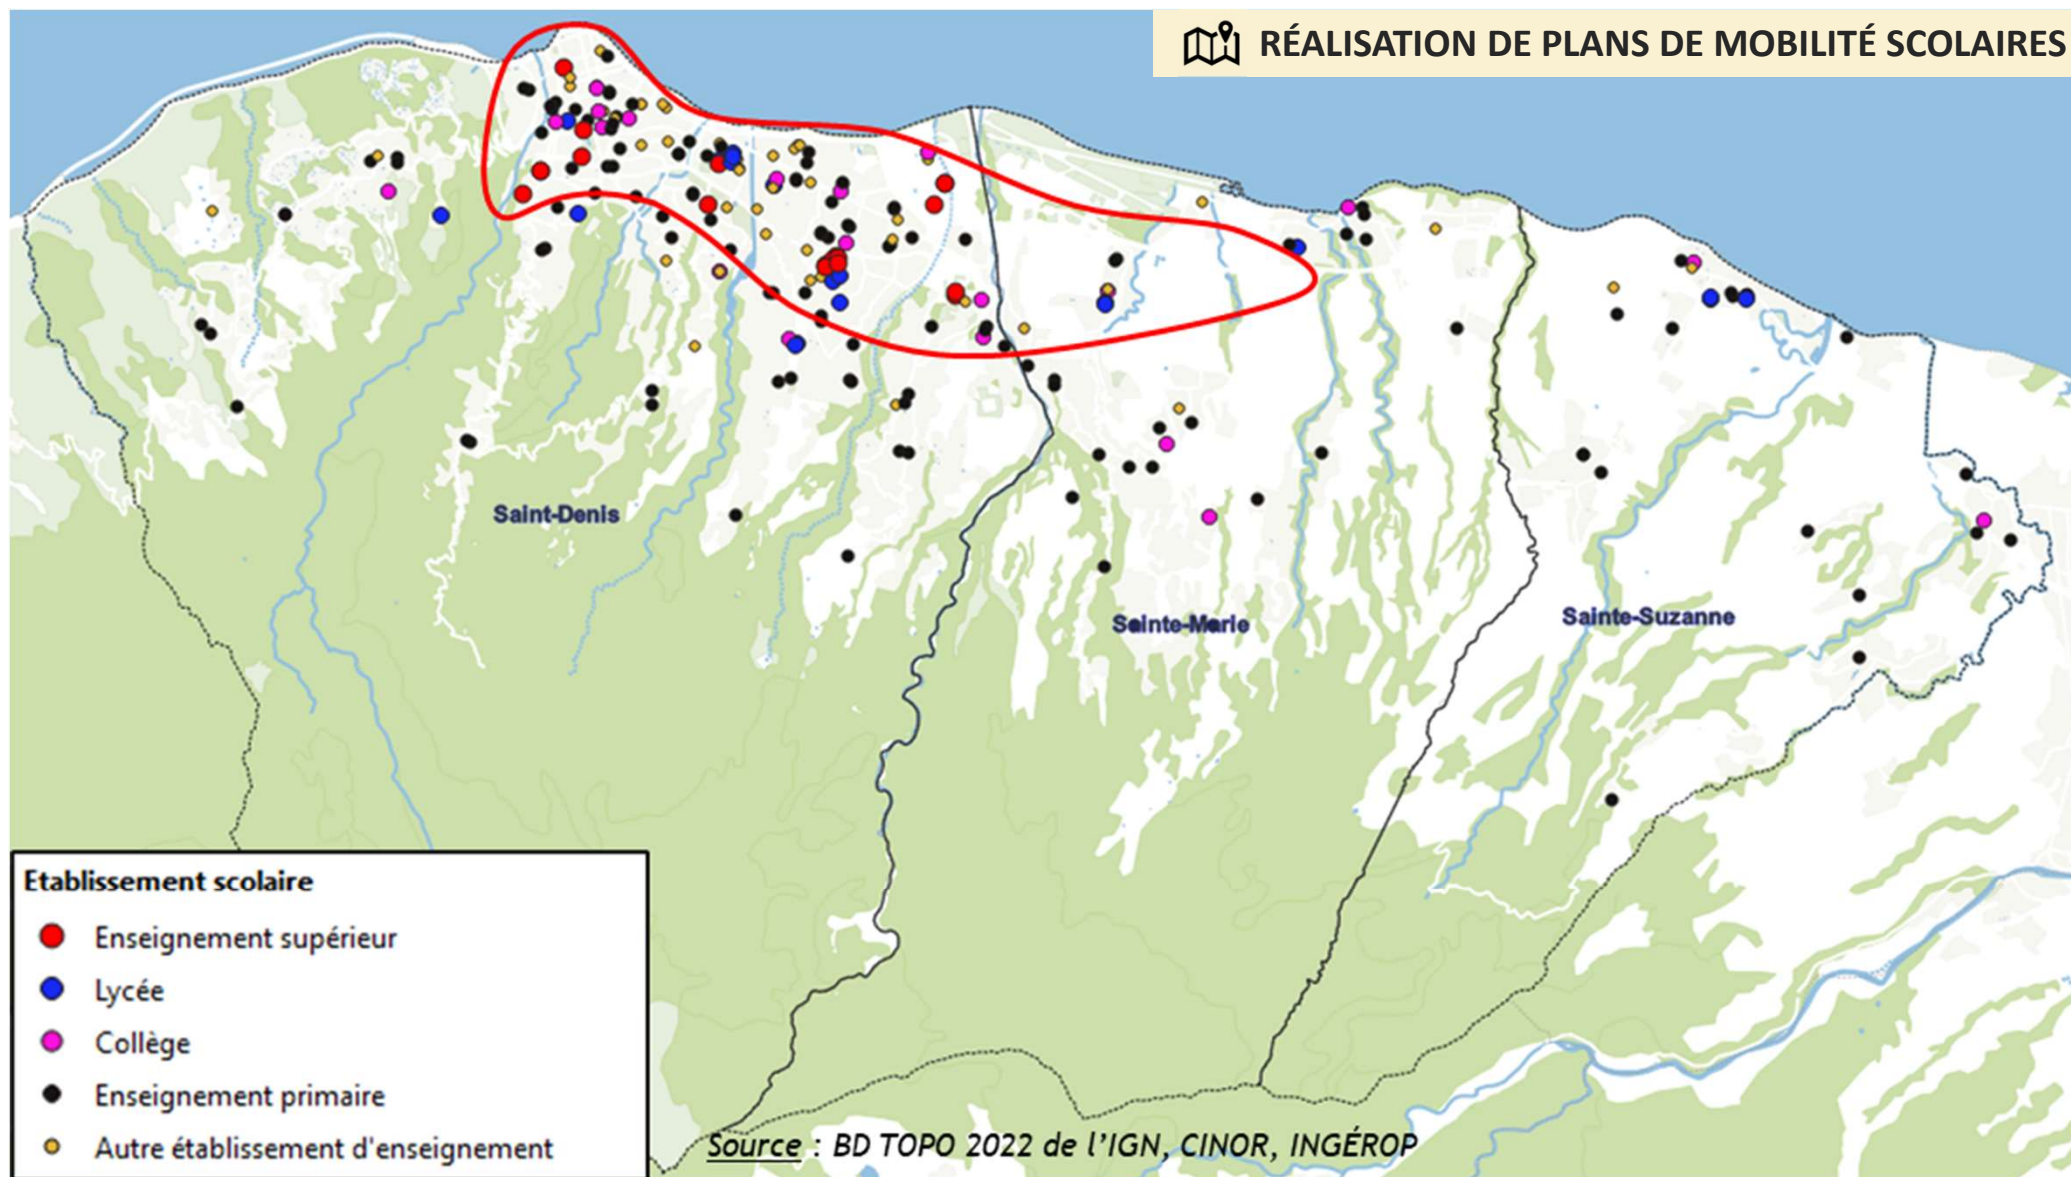 RÉALISATION DE PLANS DE MOBILITÉ SCOLAIRES
Saint-Denis
Sainte-Marie
Sainte-Suzanne
Etablissement scolaire
Enseignement supérieur
Lycée
Collège
Enseignement primaire
Autre établissement d'enseignement
Source : BD TOPO 2022 de l'IGN, CINOR, INGÉROP